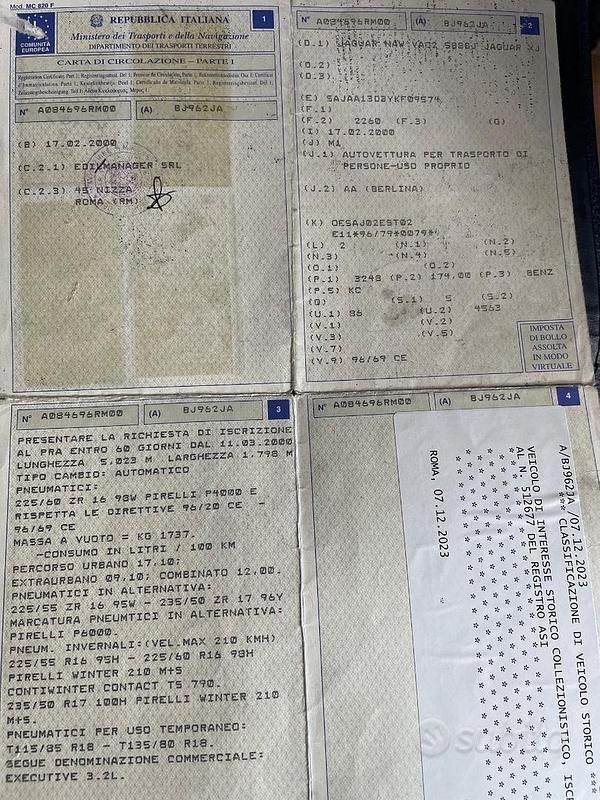 Mod. MC 820 F
REPUBBLICA ITALIANA
1
COMUNITÀ
EUROPEA
Ministero dei Trasporti e della Navigazione
DIPARTIMENTO DEI TRASPORTI TERRESTRI
CARTA DI CIRCOLAZIONE - PARTE 1
N° A084696RM00 (A) BJ962JA
(B) 17.02.2000
(C.2.1) EDILMANAGER SRL
(C.2.3) 45 NIZZA
ROMA (RM)
N° A084696RM00 (A) BJ962JA
2
(D.1) JAGUAR NAW JAGUAR XJ
(D.2)
(D.3)
(E) SAJAA13D8YKF09574
(F.1)
(F.2) 2260 (F.3) (G)
(I) 17.02.2000
(J) M1
(J.1) AUTOVETTURA PER TRASPORTO DI
PERSONE-USO PROPRIO
(J.2) AA (BERLINA)
(K) OESAJ02EST02
E11*96/79*0079*
(L) 2 (N.1) (N.2)
(N.3) (N.4) (N.5)
(O.1) (O.2)
(P.1) 3248 (P.2) 174,00 (P.3) BENZ
(P.5) KC
(Q) (S.1) 5 (S.2)
(U.1) 86 (U.2) 4563
(V.1) (V.2)
(V.3) (V.5)
(V.7)
(V.9) 96/69 CE
IMPOSTA
DI BOLLO
ASSOLTA
IN MODO
VIRTUALE
N° A084696RM00 (A) BJ962JA
3
PRESENTARE LA RICHIESTA DI ISCRIZIONE
AL PRA ENTRO 60 GIORNI DAL 11.03.2000
LUNGHEZZA 5,023 M LARGHEZZA 1,798 M
TIPO CAMBIO: AUTOMATICO
PNEUMATICI:
225/60 ZR 16 98W PIRELLI P4000 E
RISPETTA LE DIRETTIVE 96/20 CE -
96/69 CE
MASSA A VUOTO = KG 1737.
-CONSUMO IN LITRI / 100 KM
PERCORSO URBANO 17,10;
EXTRAURBANO 09,10; COMBINATO 12,00.
PNEUMATICI IN ALTERNATIVA:
225/55 ZR 16 95W - 235/50 ZR 17 96Y
MARCATURA PNEUMTICI IN ALTERNATIVA:
PIRELLI P6000.
PNEUM. INVERNALI:(VEL.MAX 210 KMH)
225/55 R16 95H - 225/60 R16 98H
PIRELLI WINTER 210 M+S
CONTIWINTER CONTACT TS 790.
235/50 R17 100H PIRELLI WINTER 210
M+S.
PNEUMATICI PER USO TEMPORANEO:
T115/85 R18 - T135/80 R18.
SEGUE DENOMINAZIONE COMMERCIALE:
EXECUTIVE 3.2L.
N° A084696RM00 (A) BJ962JA
4
A/BJ962JA /07.12.2023
*** CLASSIFICAZIONE DI VEICOLO STORICO ***
VEICOLO DI INTERESSE STORICO COLLEZIONISTICO, ISC
AL N. 512677 DEL REGISTRO ASI
ROMA, 07.12.2023